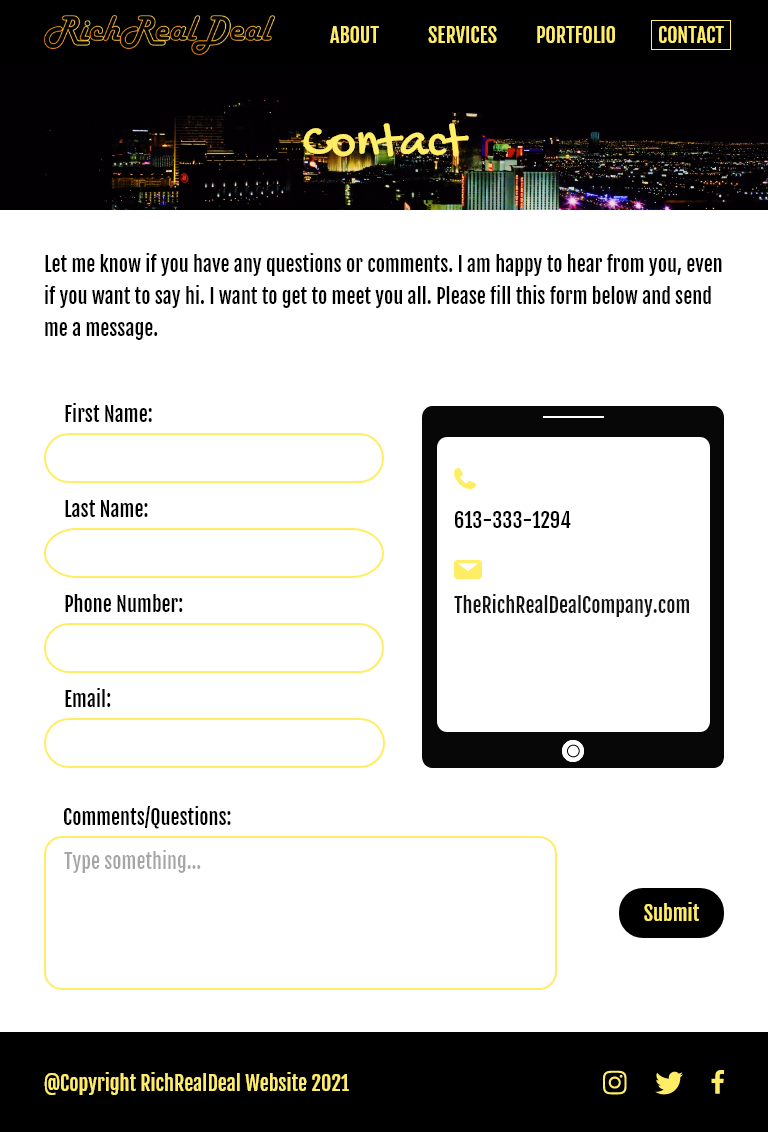 RichRealDeal
ABOUT
SERVICES
PORTFOLIO
CONTACT
Contact
Let me know if you have any questions or comments. I am happy to hear from you, even
if you want to say hi. I want to get to meet you all. Please fill this form below and send
me a message.
First Name:
Last Name:
Phone Number:
Email:
613-333-1294
TheRichRealDealCompany.com
Comments/Questions:
Type something...
Submit
@Copyright RichRealDeal Website 2021